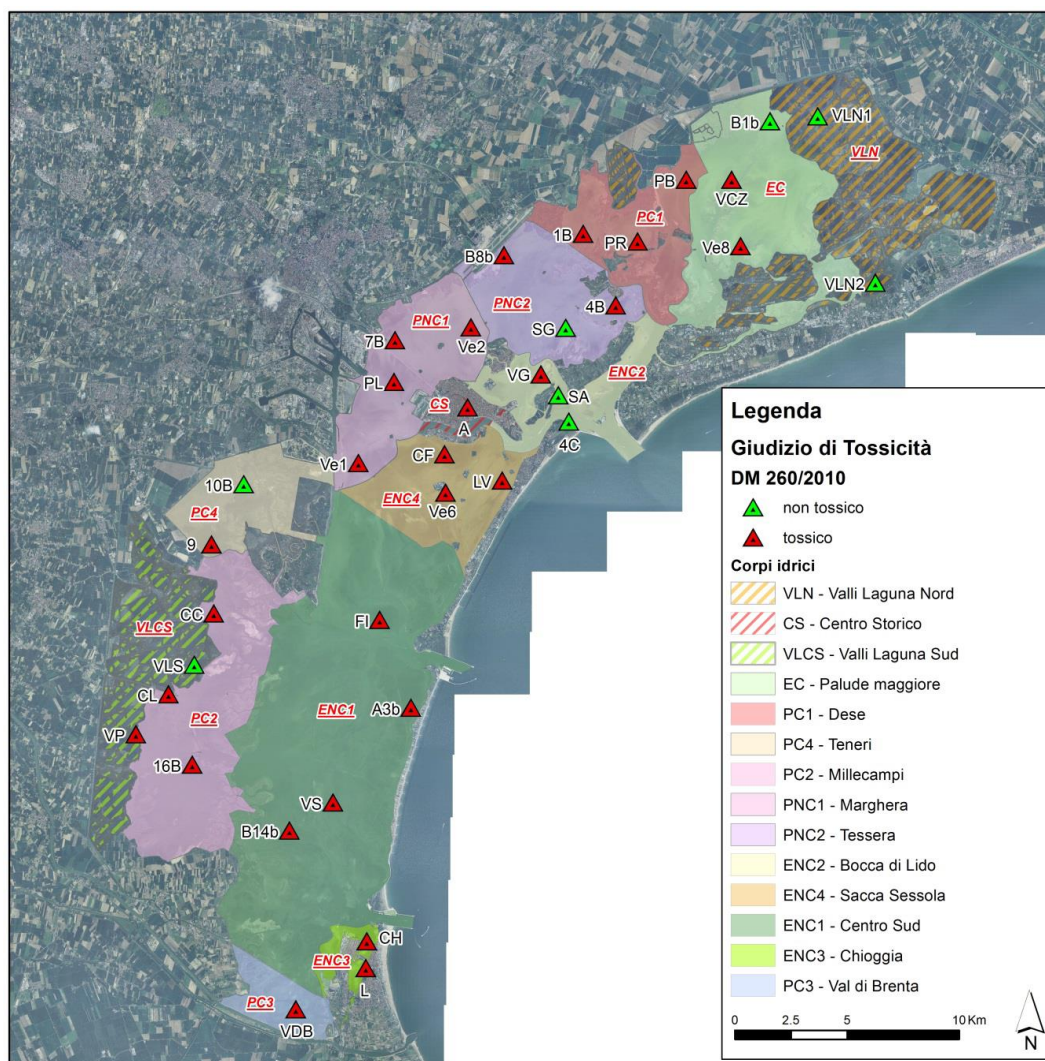 B1b
VLN1
VLN
PB
VCZ
EC
PC1
1B
PR
B8b
Ve8
VLN2
PNC2
4B
PNC1
SG
7B
Ve2
ENC2
VG
PL
SA
CS
A
4C
CF
Ve1
LV
10B
ENC4
Ve6
PC4
9
CC
FI
VLCS
VLS
CL
ENC1
A3b
PC2
VP
16B
VS
B14b
CH
ENC3
L
PC3
VDB
Legenda
Giudizio di Tossicità
DM 260/2010
non tossico
tossico
Corpi idrici
VLN - Valli Laguna Nord
CS - Centro Storico
VLCS - Valli Laguna Sud
EC - Palude maggiore
PC1 - Dese
PC4 - Teneri
PC2 - Millecampi
PNC1 - Marghera
PNC2 - Tessera
ENC2 - Bocca di Lido
ENC4 - Sacca Sessola
ENC1 - Centro Sud
ENC3 - Chioggia
PC3 - Val di Brenta
0 2.5 5 10 Km
N